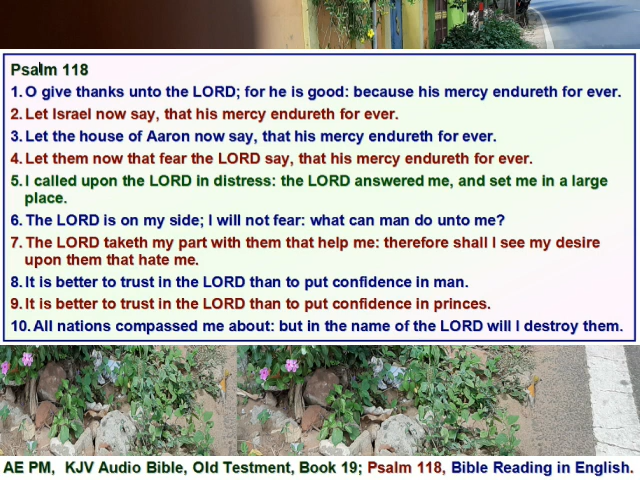 Psalm 118
1. O give thanks unto the LORD; for he is good: because his mercy endureth for ever.
2. Let Israel now say, that his mercy endureth for ever.
3. Let the house of Aaron now say, that his mercy endureth for ever.
4. Let them now that fear the LORD say, that his mercy endureth for ever.
5. I called upon the LORD in distress: the LORD answered me, and set me in a large
place.
6. The LORD is on my side; I will not fear: what can man do unto me?
7. The LORD taketh my part with them that help me: therefore shall I see my desire
upon them that hate me.
8. It is better to trust in the LORD than to put confidence in man.
9. It is better to trust in the LORD than to put confidence in princes.
10. All nations compassed me about: but in the name of the LORD will I destroy them.
AE PM, KJV Audio Bible, Old Testment, Book 19; Psalm 118, Bible Reading in English.